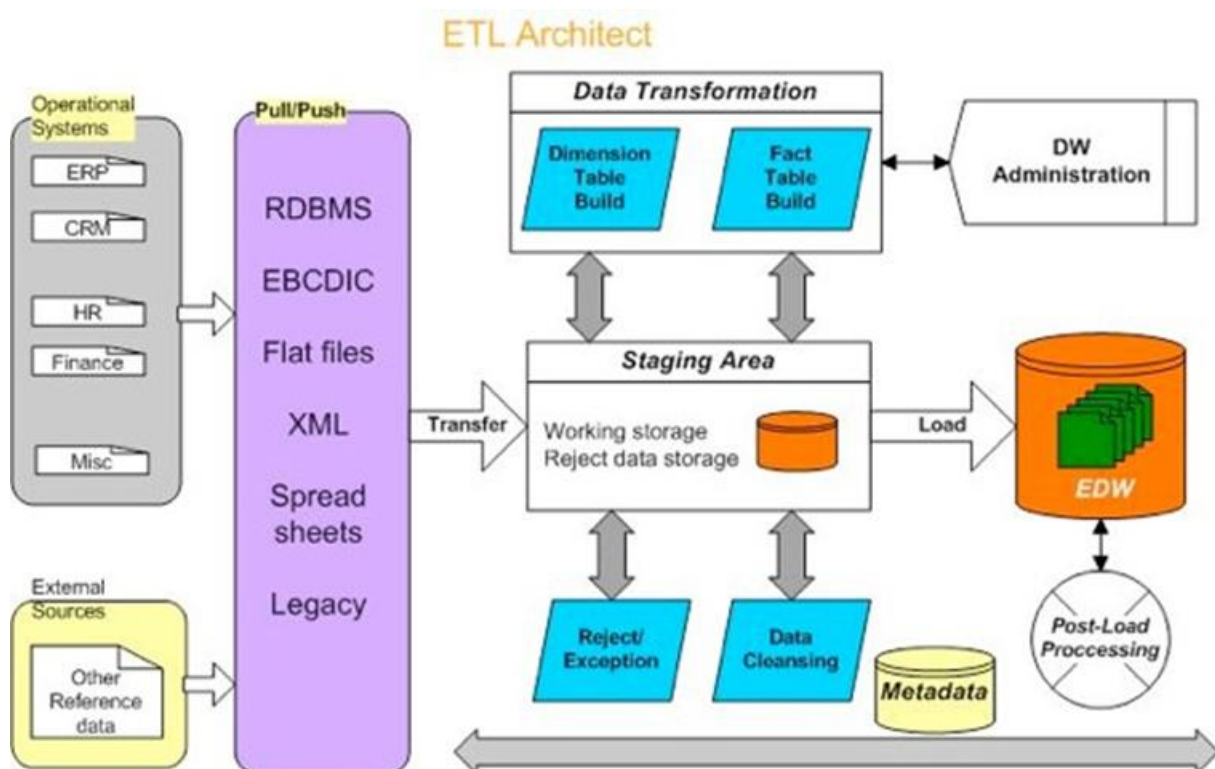 ETL Architect
Operational
Systems
ERP
CRM
HR
Finance
Misc
External
Sources
Other
Reference
data
Pull/Push
RDBMS
EBCDIC
Flat files
XML
Spread
sheets
Legacy
Transfer
Data Transformation
Dimension
Table
Build
Fact
Table
Build
DW
Administration
Staging Area
Working storage
Reject data storage
Load
EDW
Reject/
Exception
Data
Cleansing
Metadata
Post-Load
Proccessing